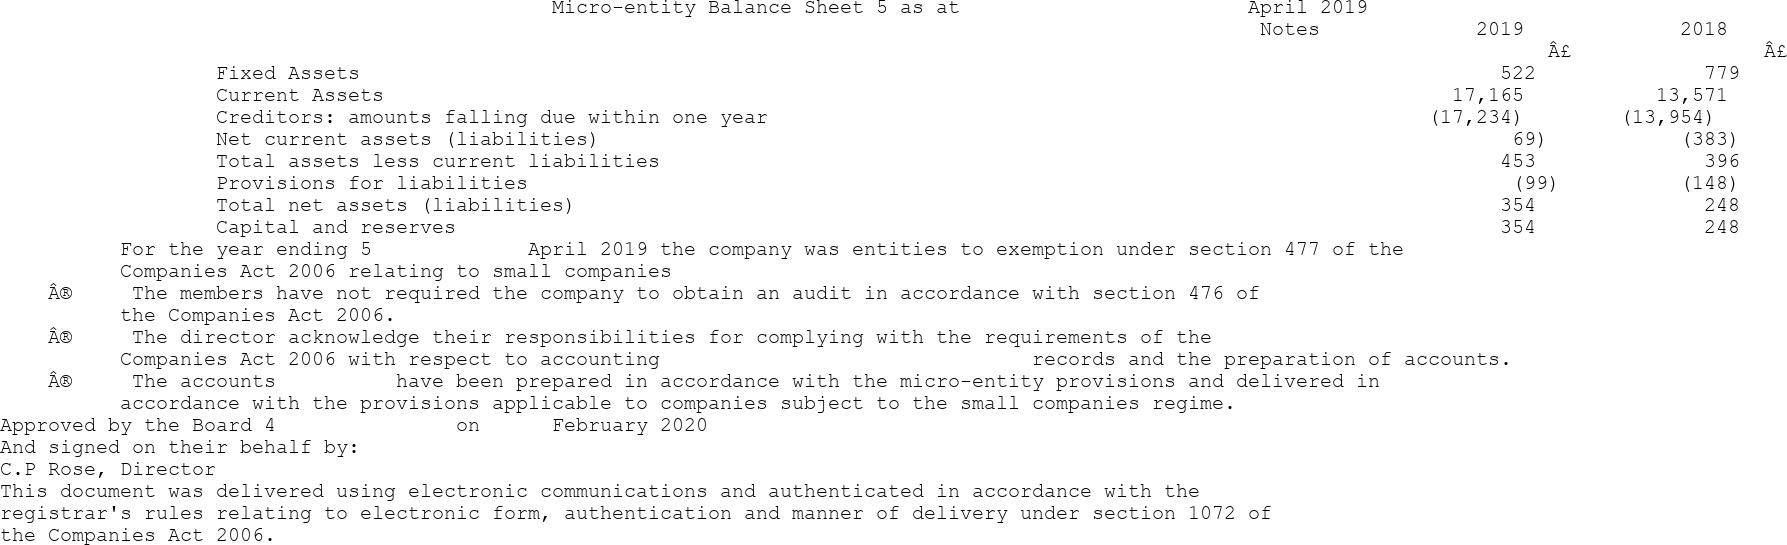 Micro-entity Balance Sheet 5 as at April 2019
Notes 2019 2018
Â£ Â£
Fixed Assets 522 779
Current Assets 17,165 13,571
Creditors: amounts falling due within one year (17,234) (13,954)
Net current assets (liabilities) 69) (383)
Total assets less current liabilities 453 396
Provisions for liabilities (99) (148)
Total net assets (liabilities) 354 248
Capital and reserves 354 248
For the year ending 5 April 2019 the company was entities to exemption under section 477 of the
Companies Act 2006 relating to small companies
Â® The members have not required the company to obtain an audit in accordance with section 476 of
the Companies Act 2006.
Â® The director acknowledge their responsibilities for complying with the requirements of the
Companies Act 2006 with respect to accounting records and the preparation of accounts.
Â® The accounts have been prepared in accordance with the micro-entity provisions and delivered in
accordance with the provisions applicable to companies subject to the small companies regime.
Approved by the Board 4 on February 2020
And signed on their behalf by:
C.P Rose, Director
This document was delivered using electronic communications and authenticated in accordance with the
registrar's rules relating to electronic form, authentication and manner of delivery under section 1072 of
the Companies Act 2006.